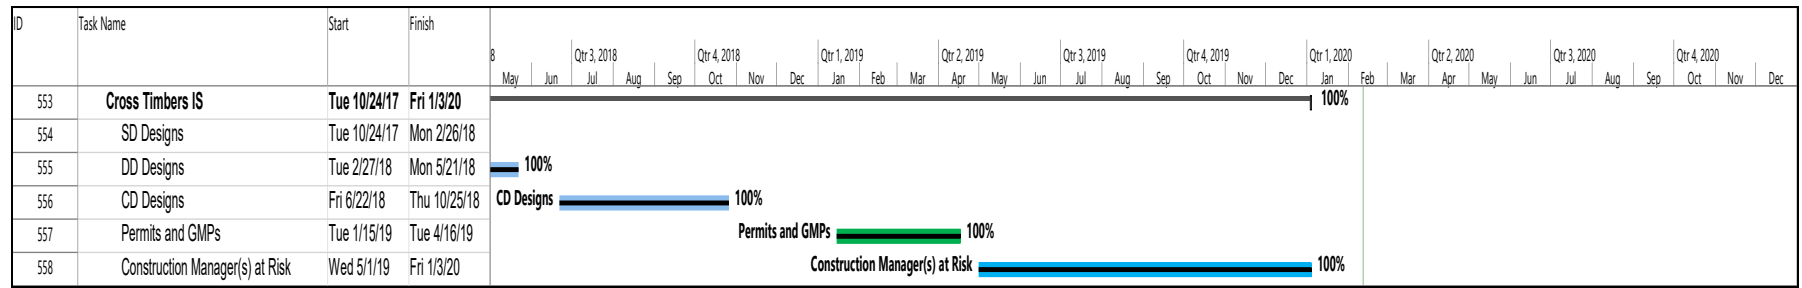 ID Task Name Start Finish
8 Qtr 3, 2018 Qtr 4, 2018 Qtr 1, 2019 Qtr 2, 2019 Qtr 3, 2019 Qtr 4, 2019 Qtr 1, 2020 Qtr 2, 2020 Qtr 3, 2020 Qtr 4, 2020
May Jun Jul Aug Sep Oct Nov Dec Jan Feb Mar Apr May Jun Jul Aug Sep Oct Nov Dec Jan Feb Mar Apr May Jun Jul Aug Sep Oct Nov Dec
553 Cross Timbers IS Tue 10/24/17 Fri 1/3/20 100%
554 SD Designs Tue 10/24/17 Mon 2/26/18
555 DD Designs Tue 2/27/18 Mon 5/21/18 100%
556 CD Designs Fri 6/22/18 Thu 10/25/18 CD Designs 100%
557 Permits and GMPs Tue 1/15/19 Tue 4/16/19 Permits and GMPs 100%
558 Construction Manager(s) at Risk Wed 5/1/19 Fri 1/3/20 Construction Manager(s) at Risk 100%